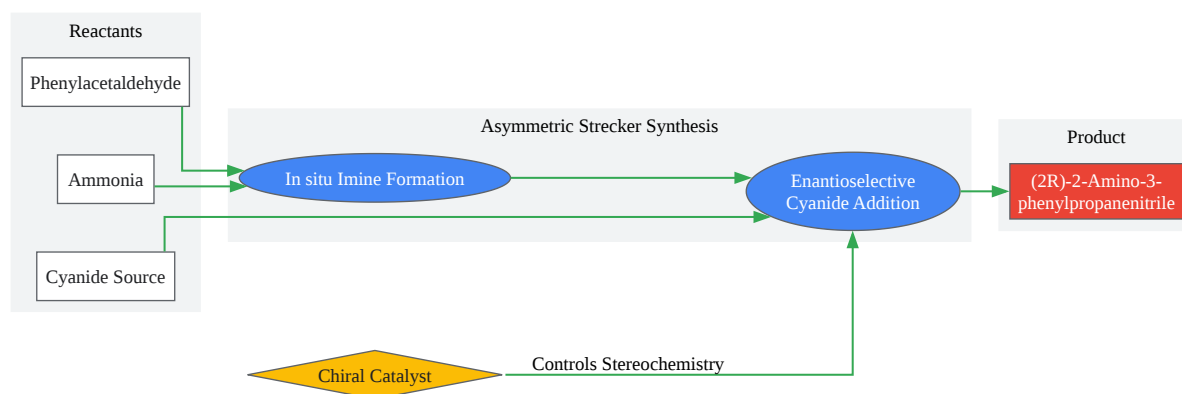 Reactants
Phenylacetaldehyde
Ammonia
Cyanide Source
Asymmetric Strecker Synthesis
In situ Imine Formation
Enantioselective
Cyanide Addition
Product
(2R)-2-Amino-3-
phenylpropanenitrile
Chiral Catalyst
Controls Stereochemistry